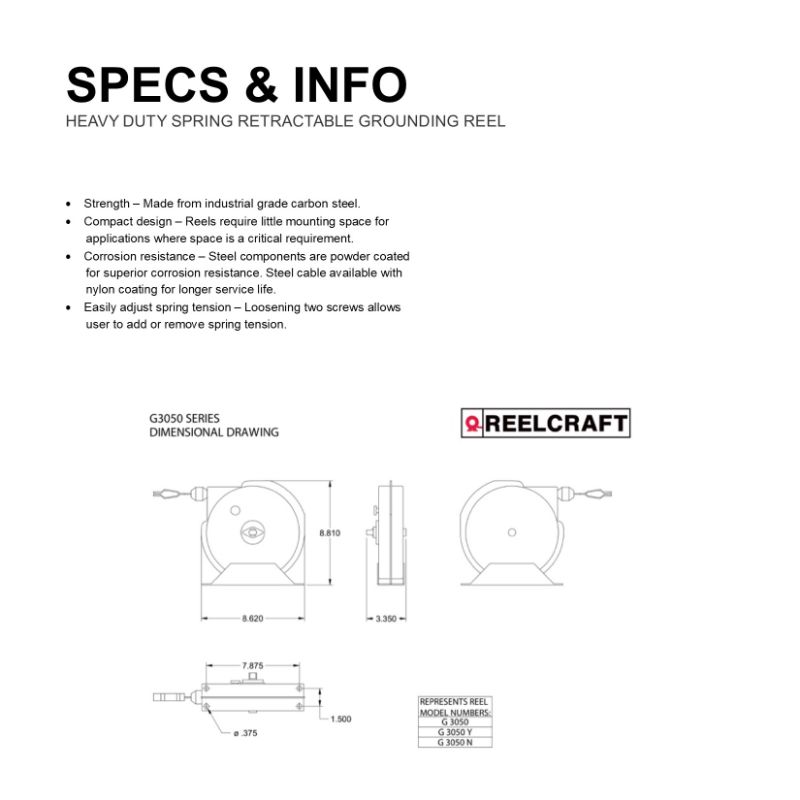 SPECS & INFO
HEAVY DUTY SPRING RETRACTABLE GROUNDING REEL
• Strength – Made from industrial grade carbon steel.
• Compact design – Reels require little mounting space for
applications where space is a critical requirement.
• Corrosion resistance – Steel components are powder coated
for superior corrosion resistance. Steel cable available with
nylon coating for longer service life.
• Easily adjust spring tension – Loosening two screws allows
user to add or remove spring tension.
G3050 SERIES
DIMENSIONAL DRAWING
REELCRAFT
8.810
8.620
3.350
7.875
1.500
ø .375
REPRESENTS REEL
MODEL NUMBERS:
G 3050
G 3050 Y
G 3050 N